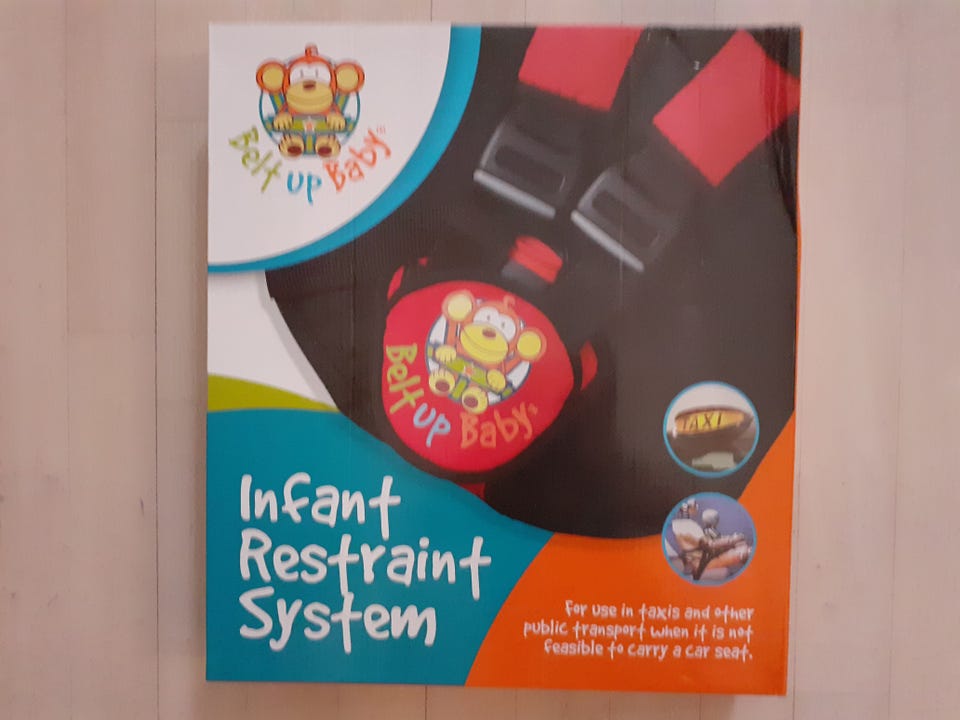 Belt up Baby
Belt
up Baby
TAXI
Infant
Restraint
System
For use in taxis and other
public transport when it is not
feasible to carry a car seat.